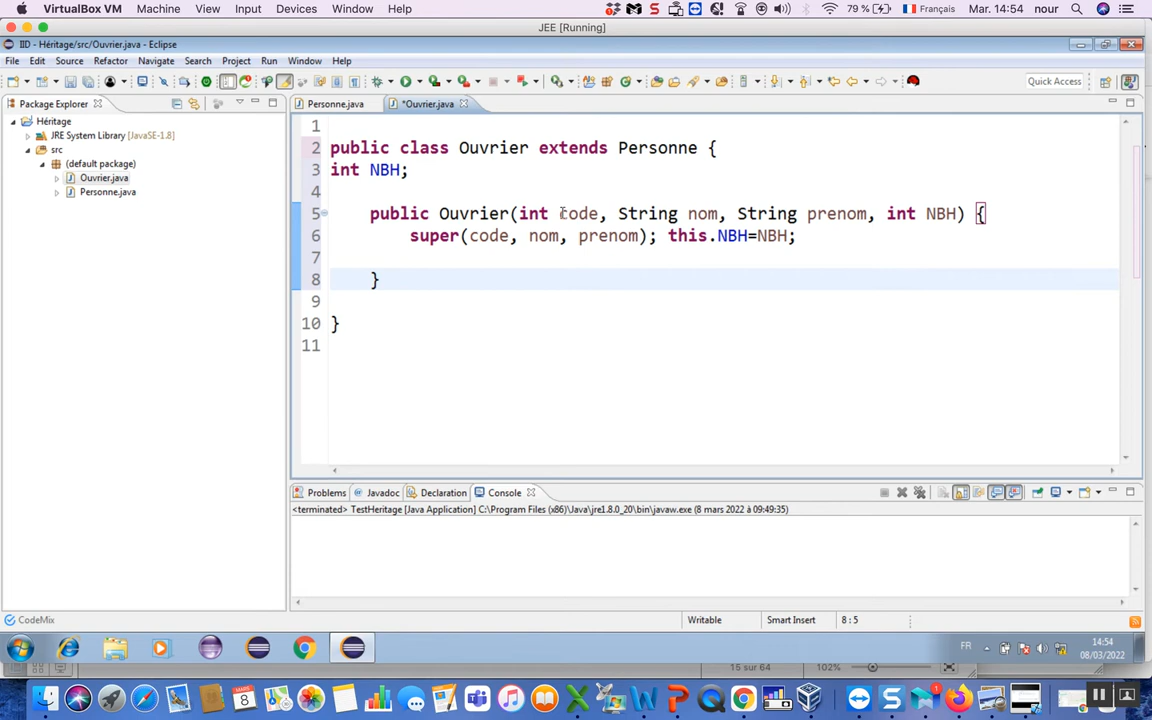 VirtualBox VM Machine View Input Devices Window Help 79 % Français Mar. 14:54 nour
JEE [Running]
IID - Héritage/src/Ouvrier.java - Eclipse
File Edit Source Refactor Navigate Search Project Run Window Help
Quick Access
Package Explorer
Personne.java *Ouvrier.java
Héritage
JRE System Library [JavaSE-1.8]
src
(default package)
Ouvrier.java
Personne.java
1
2 public class Ouvrier extends Personne {
3 int NBH;
4
5 public Ouvrier(int code, String nom, String prenom, int NBH) {
6 super(code, nom, prenom); this.NBH=NBH;
7
8 }
9
10 }
11
Problems Javadoc Declaration Console
<terminated> TestHeritage [Java Application] C:\Program Files (x86)\Java\jre1.8.0_20\bin\javaw.exe (8 mars 2022 à 09:49:35)
CodeMix
Writable Smart Insert 8 : 5
FR 14:54
08/03/2022
15 sur 64 102%
MARS
8